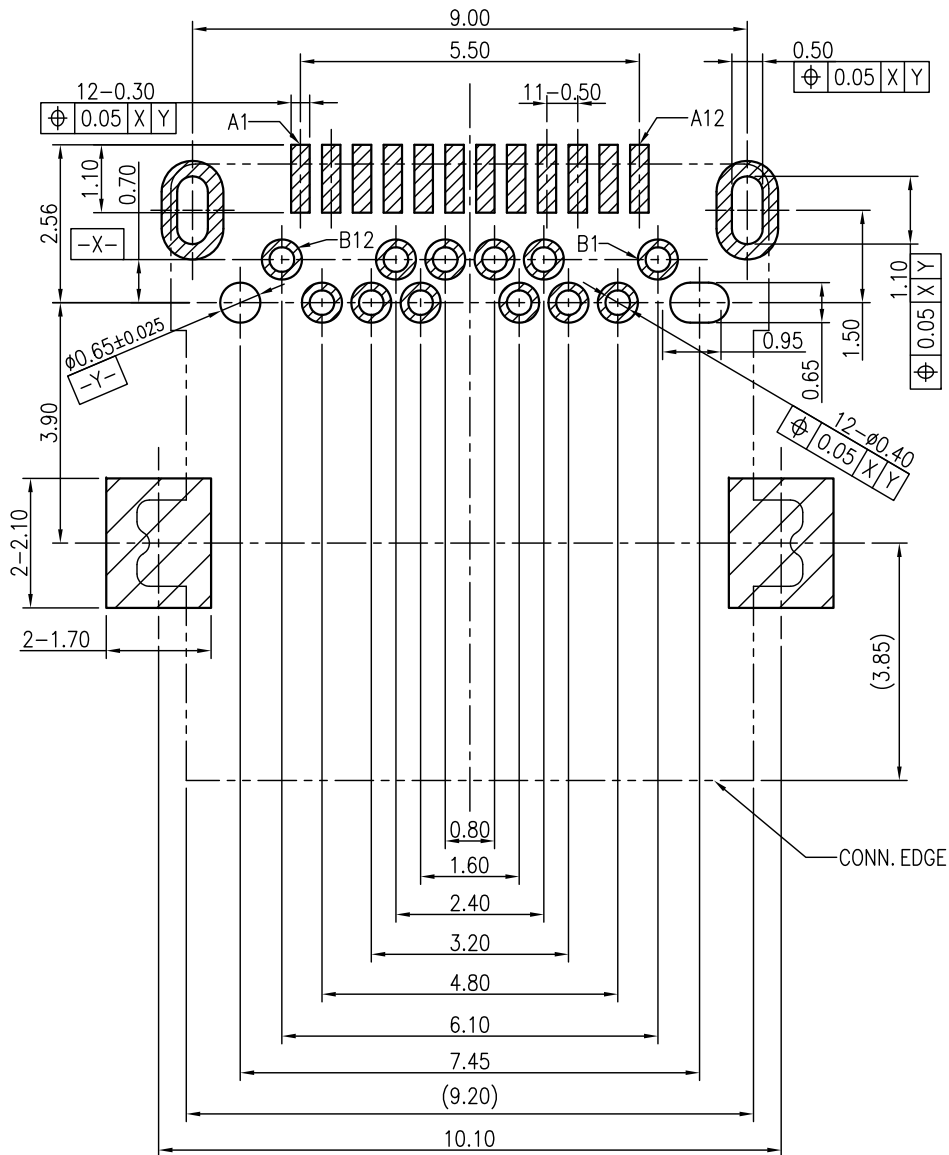 9.00
5.50
0.50
⌖ 0.05 X Y
12-0.30
⌖ 0.05 X Y
11-0.50
A1
A12
1.10
0.70
2.56
-X-
B12
B1
1.10
⌖ 0.05 X Y
1.50
0.95
0.65
ø0.65±0.025
-Y-
3.90
12-ø0.40
⌖ 0.05 X Y
2-2.10
2-1.70
(3.85)
0.80
CONN. EDGE
1.60
2.40
3.20
4.80
6.10
7.45
(9.20)
10.10